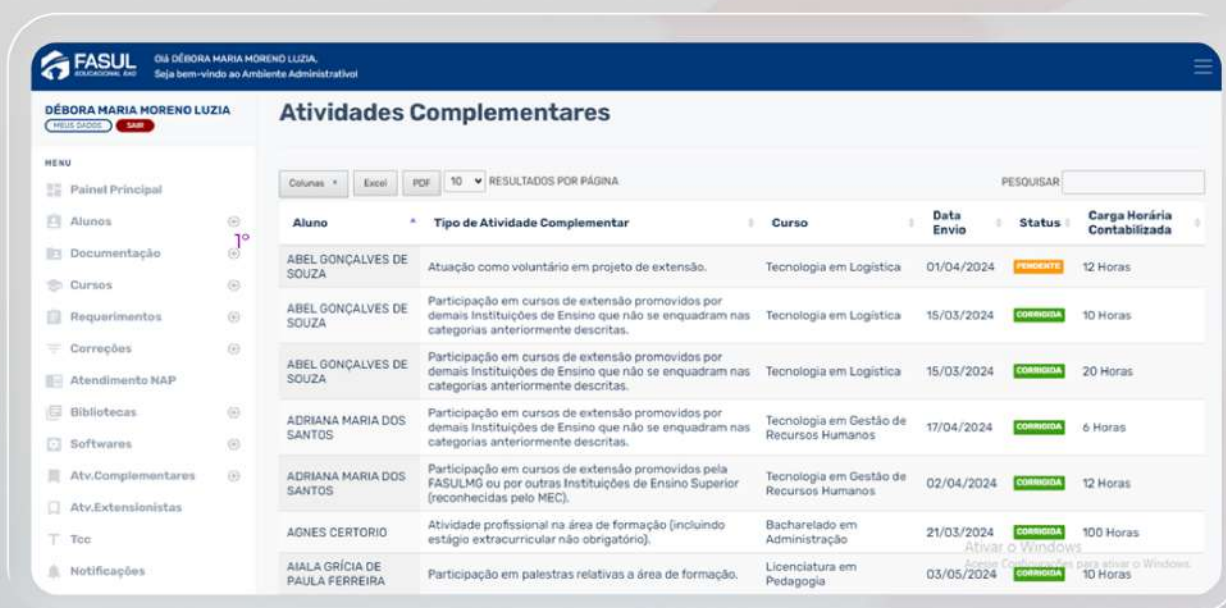 FASUL
EDUCACIONAL EAD
Olá DÉBORA MARIA MORENO LUZIA,
Seja bem-vindo ao Ambiente Administrativo!
DÉBORA MARIA MORENO LUZIA
MEUS DADOS SAIR
MENU
Painel Principal
Alunos
1º
Documentação
Cursos
Requerimentos
Correções
Atendimento NAP
Bibliotecas
Softwares
Atv.Complementares
Atv.Extensionistas
Tcc
Notificações
Atividades Complementares
Colunas Excel PDF 10 RESULTADOS POR PÁGINA PESQUISAR
Aluno Tipo de Atividade Complementar Curso Data Envio Status Carga Horária Contabilizada
ABEL GONÇALVES DE SOUZA Atuação como voluntário em projeto de extensão. Tecnologia em Logística 01/04/2024 PENDENTE 12 Horas
ABEL GONÇALVES DE SOUZA Participação em cursos de extensão promovidos por demais Instituições de Ensino que não se enquadram nas categorias anteriormente descritas. Tecnologia em Logística 15/03/2024 CORRIGIDA 10 Horas
ABEL GONÇALVES DE SOUZA Participação em cursos de extensão promovidos por demais Instituições de Ensino que não se enquadram nas categorias anteriormente descritas. Tecnologia em Logística 15/03/2024 CORRIGIDA 20 Horas
ADRIANA MARIA DOS SANTOS Participação em cursos de extensão promovidos por demais Instituições de Ensino que não se enquadram nas categorias anteriormente descritas. Tecnologia em Gestão de Recursos Humanos 17/04/2024 CORRIGIDA 6 Horas
ADRIANA MARIA DOS SANTOS Participação em cursos de extensão promovidos pela FASULMG ou por outras Instituições de Ensino Superior (reconhecidas pelo MEC). Tecnologia em Gestão de Recursos Humanos 02/04/2024 CORRIGIDA 12 Horas
AGNES CERTORIO Atividade profissional na área de formação (incluindo estágio extracurricular não obrigatório). Bacharelado em Administração 21/03/2024 CORRIGIDA 100 Horas
AIALA GRÍCIA DE PAULA FERREIRA Participação em palestras relativas a área de formação. Licenciatura em Pedagogia 03/05/2024 CORRIGIDA 10 Horas
Ativar o Windows
Acesse Configurações para ativar o Windows.